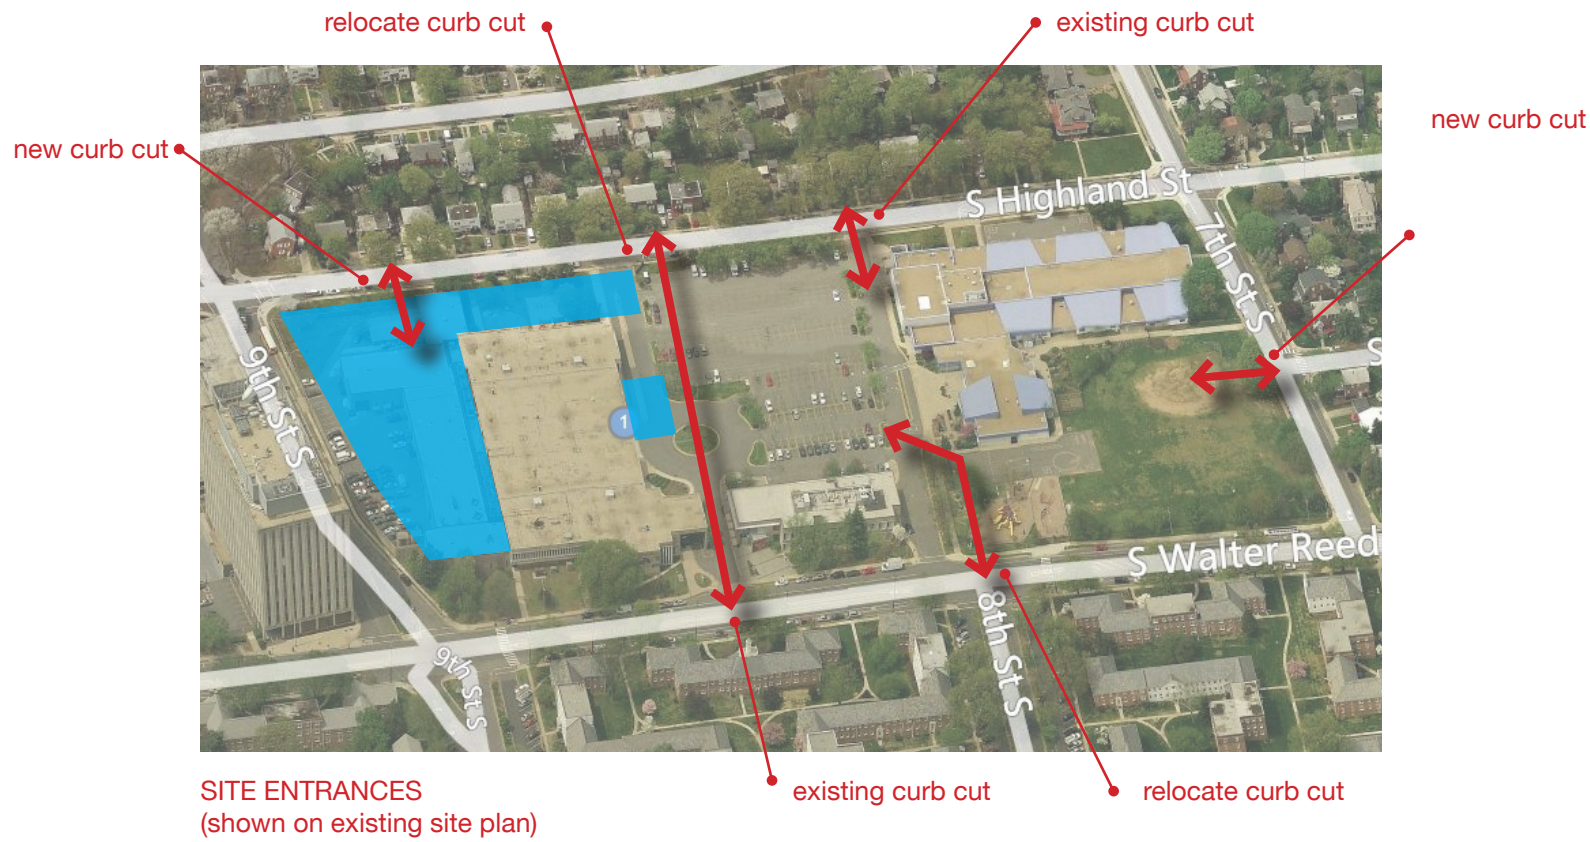 relocate curb cut
existing curb cut
new curb cut
new curb cut
S Highland St
7th St S
S
9th St S
1
S Walter Reed
8th St S
9th St S
existing curb cut
relocate curb cut
SITE ENTRANCES
(shown on existing site plan)